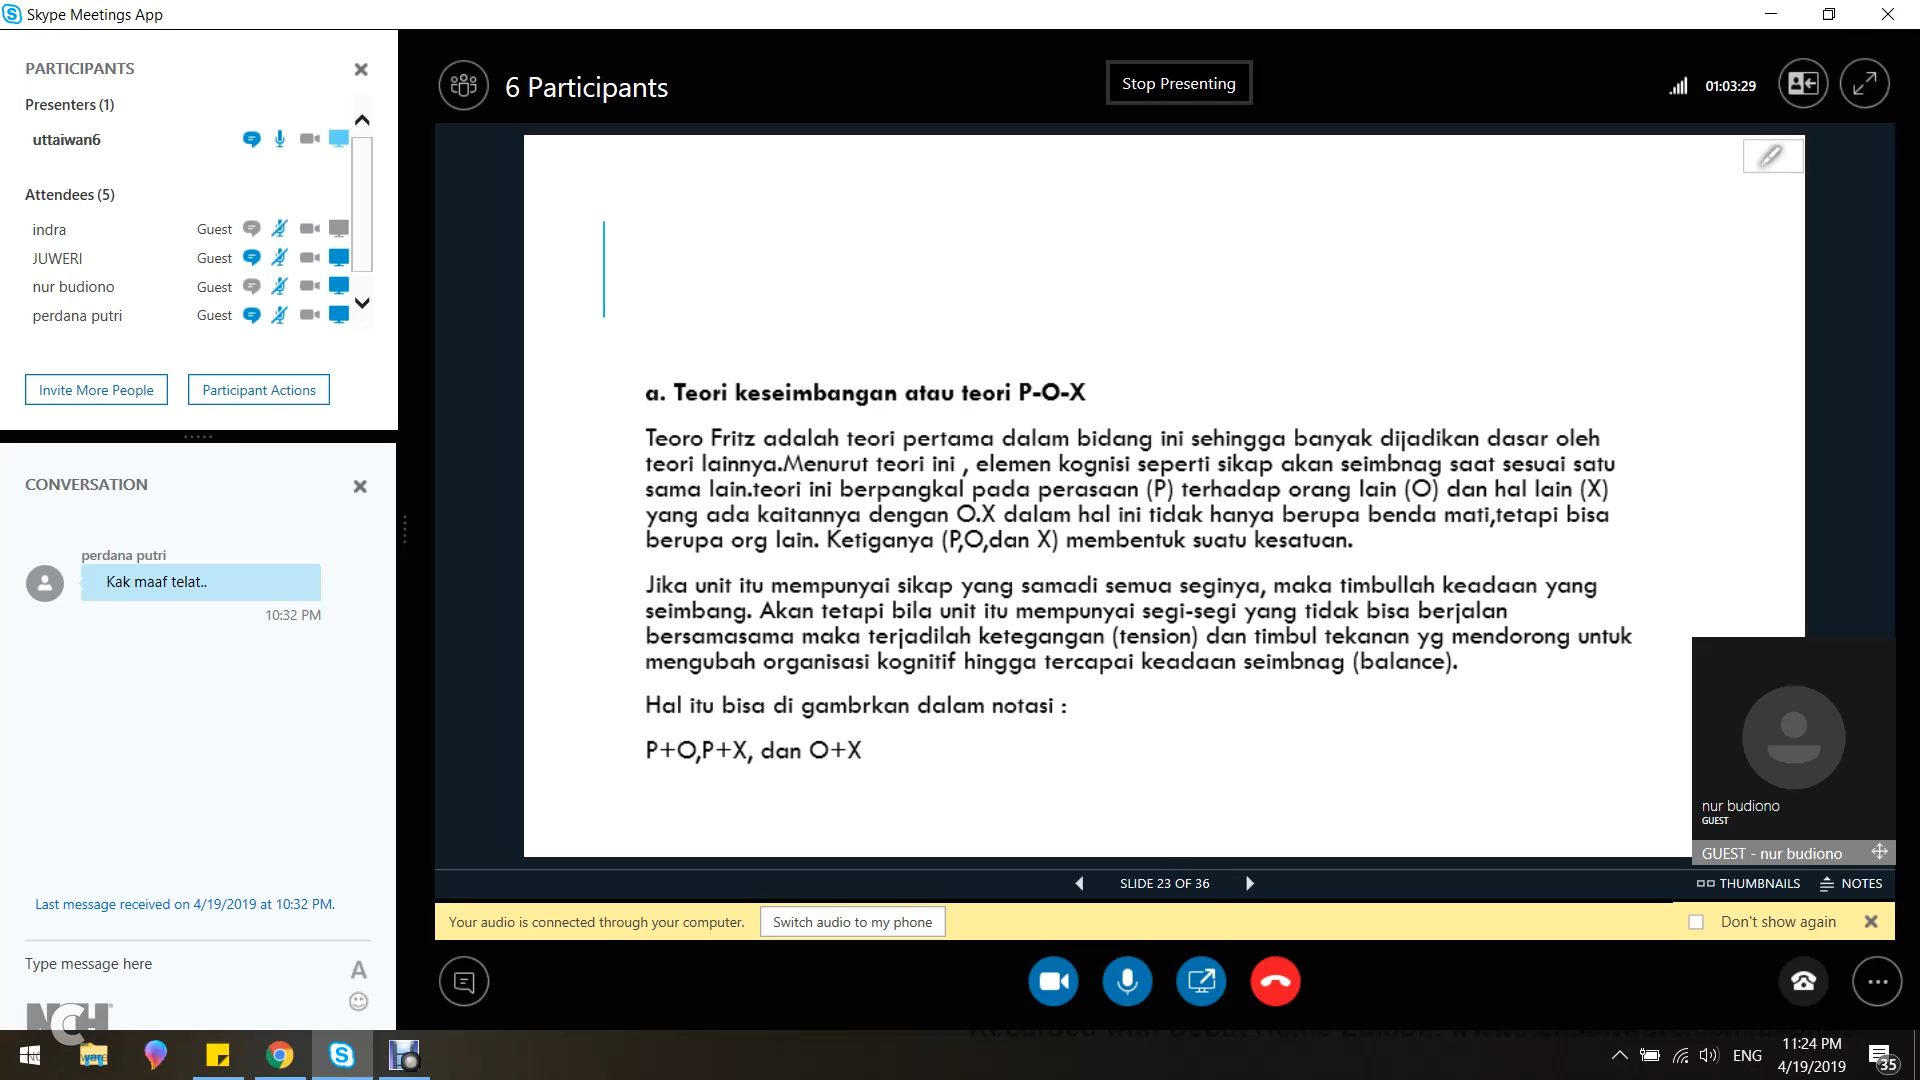 Skype Meetings App
PARTICIPANTS
Presenters (1)
uttaiwan6
Attendees (5)
indra Guest
JUWERI Guest
nur budiono Guest
perdana putri Guest
Invite More People Participant Actions
CONVERSATION
perdana putri
Kak maaf telat..
10:32 PM
Last message received on 4/19/2019 at 10:32 PM.
Type message here
A
NCH
6 Participants
Stop Presenting
01:03:29
a. Teori keseimbangan atau teori P-O-X
Teoro Fritz adalah teori pertama dalam bidang ini sehingga banyak dijadikan dasar oleh
teori lainnya.Menurut teori ini , elemen kognisi seperti sikap akan seimbnag saat sesuai satu
sama lain.teori ini berpangkal pada perasaan (P) terhadap orang lain (O) dan hal lain (X)
yang ada kaitannya dengan O.X dalam hal ini tidak hanya berupa benda mati,tetapi bisa
berupa org lain. Ketiganya (P,O,dan X) membentuk suatu kesatuan.
Jika unit itu mempunyai sikap yang samadi semua seginya, maka timbullah keadaan yang
seimbang. Akan tetapi bila unit itu mempunyai segi-segi yang tidak bisa berjalan
bersamasama maka terjadilah ketegangan (tension) dan timbul tekanan yg mendorong untuk
mengubah organisasi kognitif hingga tercapai keadaan seimbnag (balance).
Hal itu bisa di gambrkan dalam notasi :
P+O,P+X, dan O+X
nur budiono
GUEST
GUEST - nur budiono
SLIDE 23 OF 36
THUMBNAILS NOTES
Your audio is connected through your computer. Switch audio to my phone
Don't show again
ENG
11:24 PM
4/19/2019
35